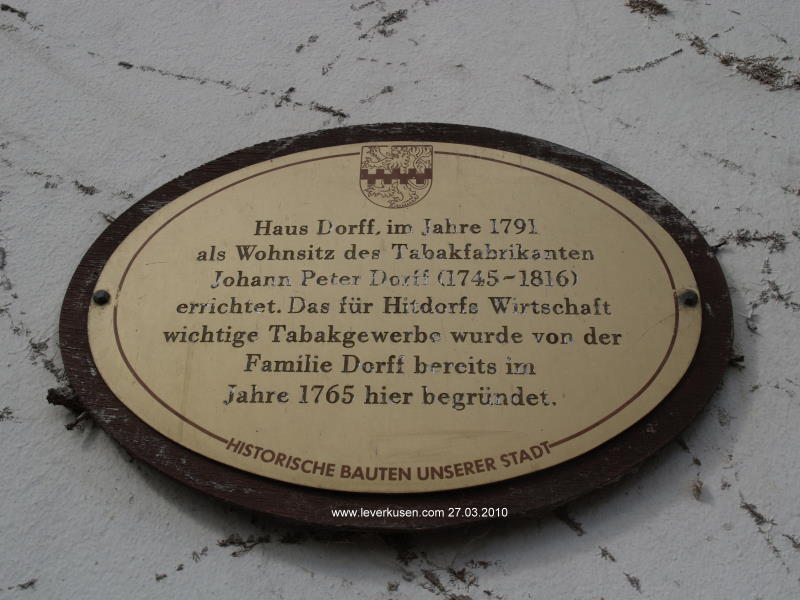 Haus Dorff, im Jahre 1791
als Wohnsitz des Tabakfabrikanten
Johann Peter Dorff (1745-1816)
errichtet. Das für Hitdorfs Wirtschaft
wichtige Tabakgewerbe wurde von der
Familie Dorff bereits im
Jahre 1765 hier begründet.
HISTORISCHE BAUTEN UNSERER STADT
www.leverkusen.com 27.03.2010